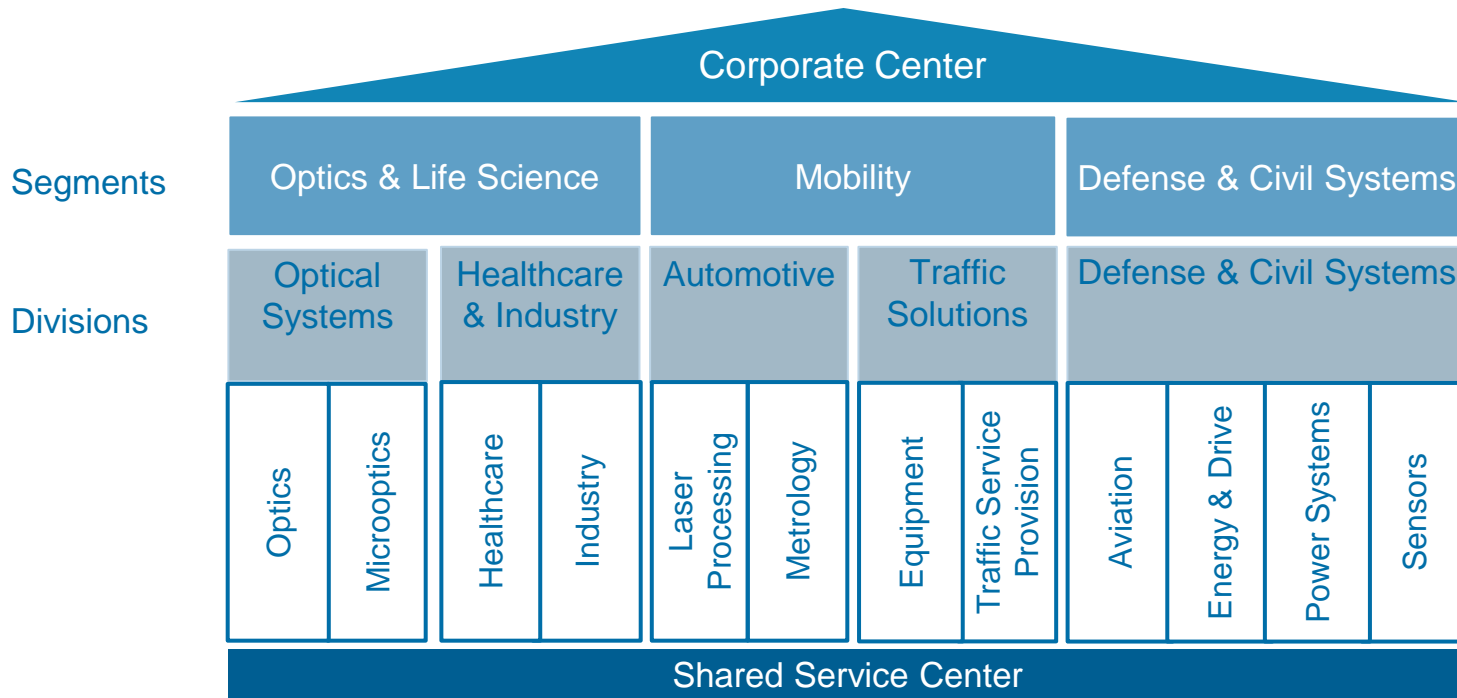 Corporate Center
Segments
Optics & Life Science
Mobility
Defense & Civil Systems
Divisions
Optical
Systems
Healthcare
& Industry
Automotive
Traffic
Solutions
Defense & Civil Systems
Optics
Microoptics
Healthcare
Industry
Laser
Processing
Metrology
Equipment
Traffic Service
Provision
Aviation
Energy & Drive
Power Systems
Sensors
Shared Service Center